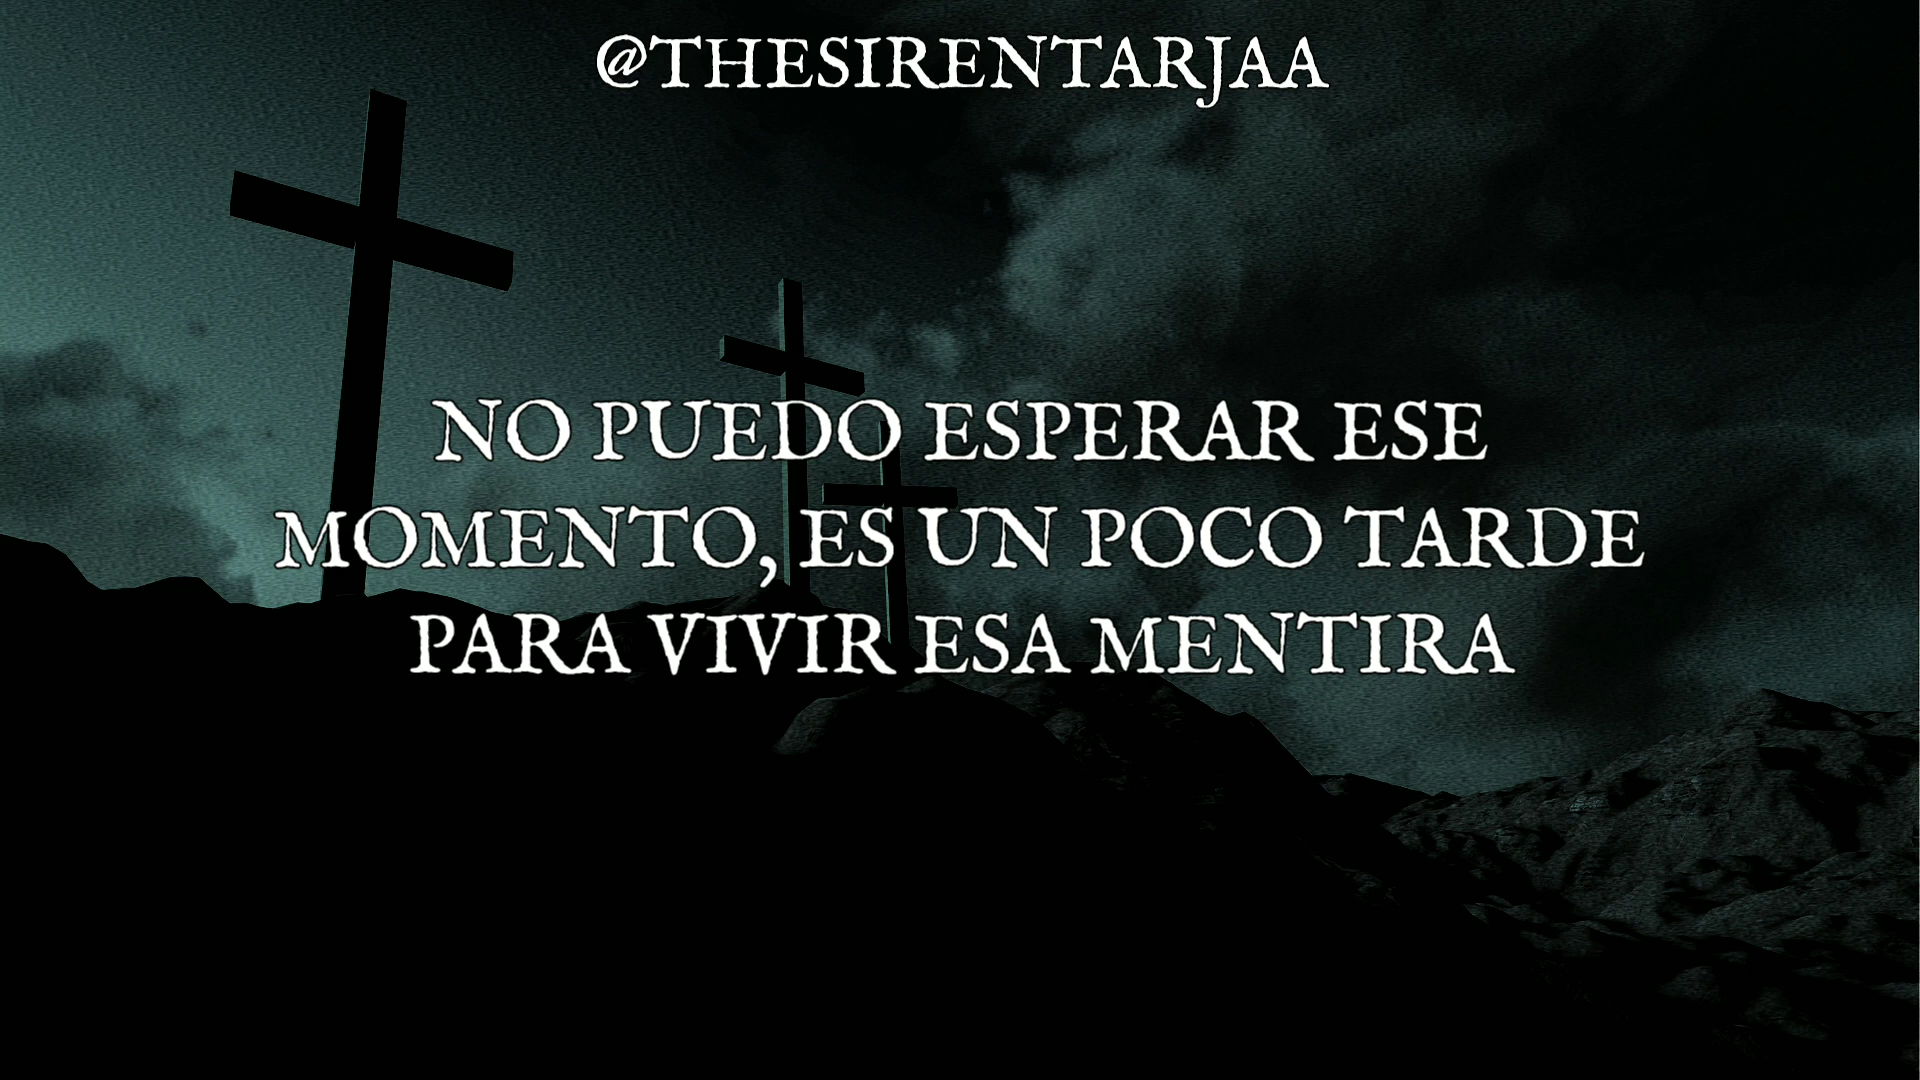 @THESIRENTARJAA
NO PUEDO ESPERAR ESE
MOMENTO, ES UN POCO TARDE
PARA VIVIR ESA MENTIRA